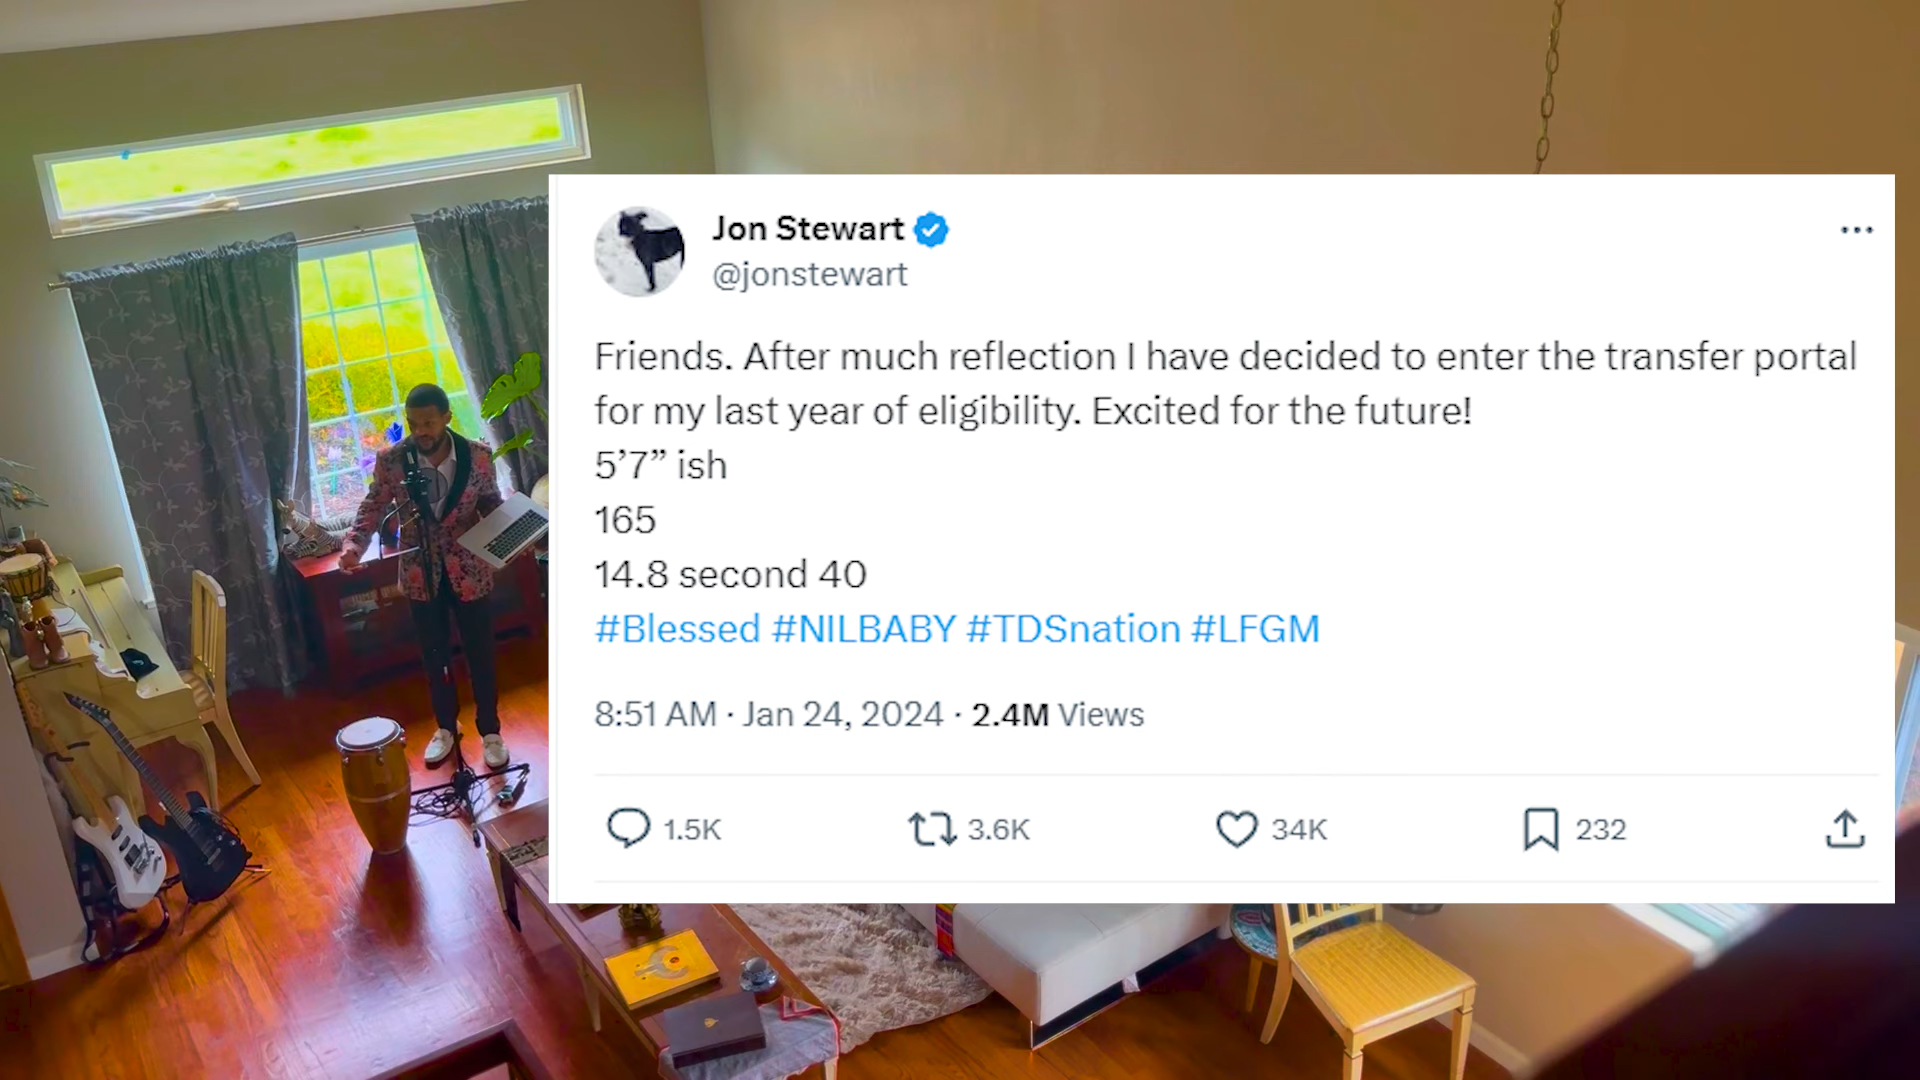 Jon Stewart
@jonstewart
Friends. After much reflection I have decided to enter the transfer portal
for my last year of eligibility. Excited for the future!
5’7” ish
165
14.8 second 40
#Blessed #NILBABY #TDSnation #LFGM
8:51 AM · Jan 24, 2024 · 2.4M Views
1.5K 3.6K 34K 232